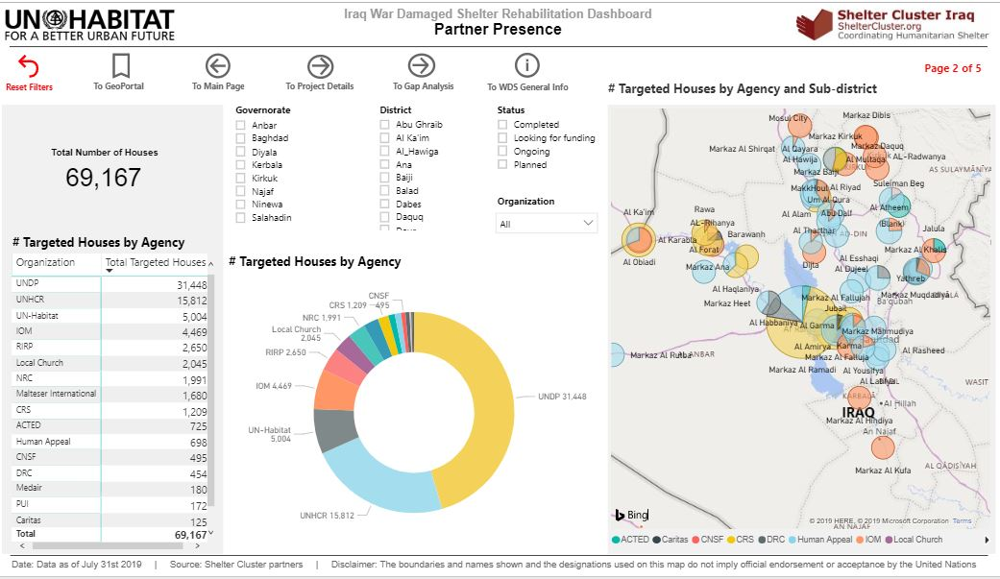 UN HABITAT
FOR A BETTER URBAN FUTURE
Iraq War Damaged Shelter Rehabilitation Dashboard
Partner Presence
Shelter Cluster Iraq
ShelterCluster.org
Coordinating Humanitarian Shelter
Reset Filters
To GeoPortal
To Main Page
To Project Details
To Gap Analysis
To WDS General Info
Page 2 of 5
Total Number of Houses
69,167
Governorate
Anbar
Baghdad
Diyala
Kerbala
Kirkuk
Najaf
Ninewa
Salahadin
District
Abu Ghraib
Al Ka'im
Al_Hawiga
Ana
Baiji
Balad
Dabes
Daquq
Status
Completed
Looking for funding
Ongoing
Planned
Organization
All
# Targeted Houses by Agency
Organization Total Targeted Houses
UNDP 31,448
UNHCR 15,812
UN-Habitat 5,004
IOM 4,469
RIRP 2,650
Local Church 2,045
NRC 1,991
Malteser International 1,680
CRS 1,209
ACTED 725
Human Appeal 698
CNSF 495
DRC 454
Medair 180
PUI 172
Caritas 125
Total 69,167
# Targeted Houses by Agency
CNSF
495
CRS 1,209
NRC 1,991
Local Church
2,045
RIRP 2,650
IOM 4,469
UN-Habitat
5,004
UNHCR 15,812
UNDP 31,448
# Targeted Houses by Agency and Sub-district
Mosul City
Markaz Dibis
Markaz Kirkuk
Markaz Daquq
Markaz Al Shirqat
Al Qayara
Al Hawija
Al Multaqa
AL-Radwanya
KIRKUK
AS SULAYMĀNIYA
Markaz Baiji
Makkhoul
Al Riyad
Suleiman Beg
Um Al Qura
Al Ka'im
Rawa
Al Alam
Abu Dalf
Al Atheem
AL-Rihanya
Al Karabla
Barawanh
Al Tharthar
(Blank)
Jalula
Al Forat
Al Obiadi
Markaz Al Khalis
Markaz Ana
Dijta
Al Esshaqi
Al Dujeel
Yathreb
Al Haqlaniya
Markaz Al Fallujah
Markaz Muqdadiya
Ba'qubah
Markaz Heet
Jubail
Al Habbaniya
Al Garma
Markaz Mahmudiya
Al Amirya
Karma
Al Rasheed
Markaz Al Rutba
AL ANBAR
Markaz Al Falluja
Markaz Al Ramadi
Al Yousifya
WASIT
KARBALĀ
Al Hillah
IRAQ
Markaz Al Hindiya
An Najaf
Markaz Al Kufa
AL QĀDISIYAH
AN NAJAF
Bing
© 2019 HERE, © 2019 Microsoft Corporation Terms
ACTED Caritas CNSF CRS DRC Human Appeal IOM Local Church
Date: Data as of July 31st 2019 | Source: Shelter Cluster partners | Disclaimer: The boundaries and names shown and the designations used on this map do not imply official endorsement or acceptance by the United Nations